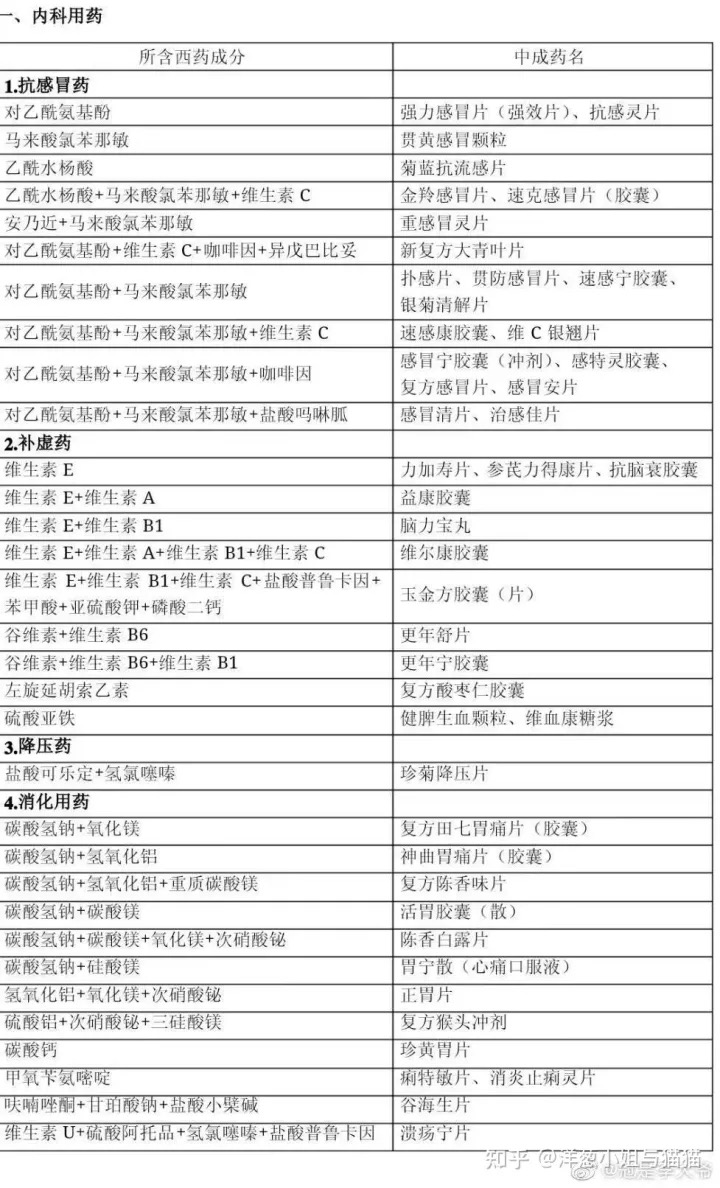 一、内科用药
所含西药成分 中成药名
1.抗感冒药
对乙酰氨基酚 强力感冒片（强效片）、抗感灵片
马来酸氯苯那敏 贯黄感冒颗粒
乙酰水杨酸 菊蓝抗流感片
乙酰水杨酸+马来酸氯苯那敏+维生素 C 金羚感冒片、速克感冒片（胶囊）
安乃近+马来酸氯苯那敏 重感冒灵片
对乙酰氨基酚+维生素 C+咖啡因+异戊巴比妥 新复方大青叶片
对乙酰氨基酚+马来酸氯苯那敏 扑感片、贯防感冒片、速感宁胶囊、
银菊清解片
对乙酰氨基酚+马来酸氯苯那敏+维生素 C 速感康胶囊、维 C 银翘片
对乙酰氨基酚+马来酸氯苯那敏+咖啡因 感冒宁胶囊（冲剂）、感特灵胶囊、
复方感冒片、感冒安片
对乙酰氨基酚+马来酸氯苯那敏+盐酸吗啉胍 感冒清片、治感佳片
2.补虚药
维生素 E 力加寿片、参芪力得康片、抗脑衰胶囊
维生素 E+维生素 A 益康胶囊
维生素 E+维生素 B1 脑力宝丸
维生素 E+维生素 A+维生素 B1+维生素 C 维尔康胶囊
维生素 E+维生素 B1+维生素 C+盐酸普鲁卡因+
苯甲酸+亚硫酸钾+磷酸二钙 玉金方胶囊（片）
谷维素+维生素 B6 更年舒片
谷维素+维生素 B6+维生素 B1 更年宁胶囊
左旋延胡索乙素 复方酸枣仁胶囊
硫酸亚铁 健脾生血颗粒、维血康糖浆
3.降压药
盐酸可乐定+氢氯噻嗪 珍菊降压片
4.消化用药
碳酸氢钠+氧化镁 复方田七胃痛片（胶囊）
碳酸氢钠+氢氧化铝 神曲胃痛片（胶囊）
碳酸氢钠+氢氧化铝+重质碳酸镁 复方陈香味片
碳酸氢钠+碳酸镁 活胃胶囊（散）
碳酸氢钠+碳酸镁+氧化镁+次硝酸铋 陈香白露片
碳酸氢钠+硅酸镁 胃宁散（心痛口服液）
氢氧化铝+氧化镁+次硝酸铋 正胃片
硫酸铝+次硝酸铋+三硅酸镁 复方猴头冲剂
碳酸钙 珍黄胃片
甲氧苄氨嘧啶 痢特敏片、消炎止痢灵片
呋喃唑酮+甘珀酸钠+盐酸小檗碱 谷海生片
维生素 U+硫酸阿托品+氢氯噻嗪+盐酸普鲁卡因 溃疡宁片
知乎 @洋葱小姐与猫猫